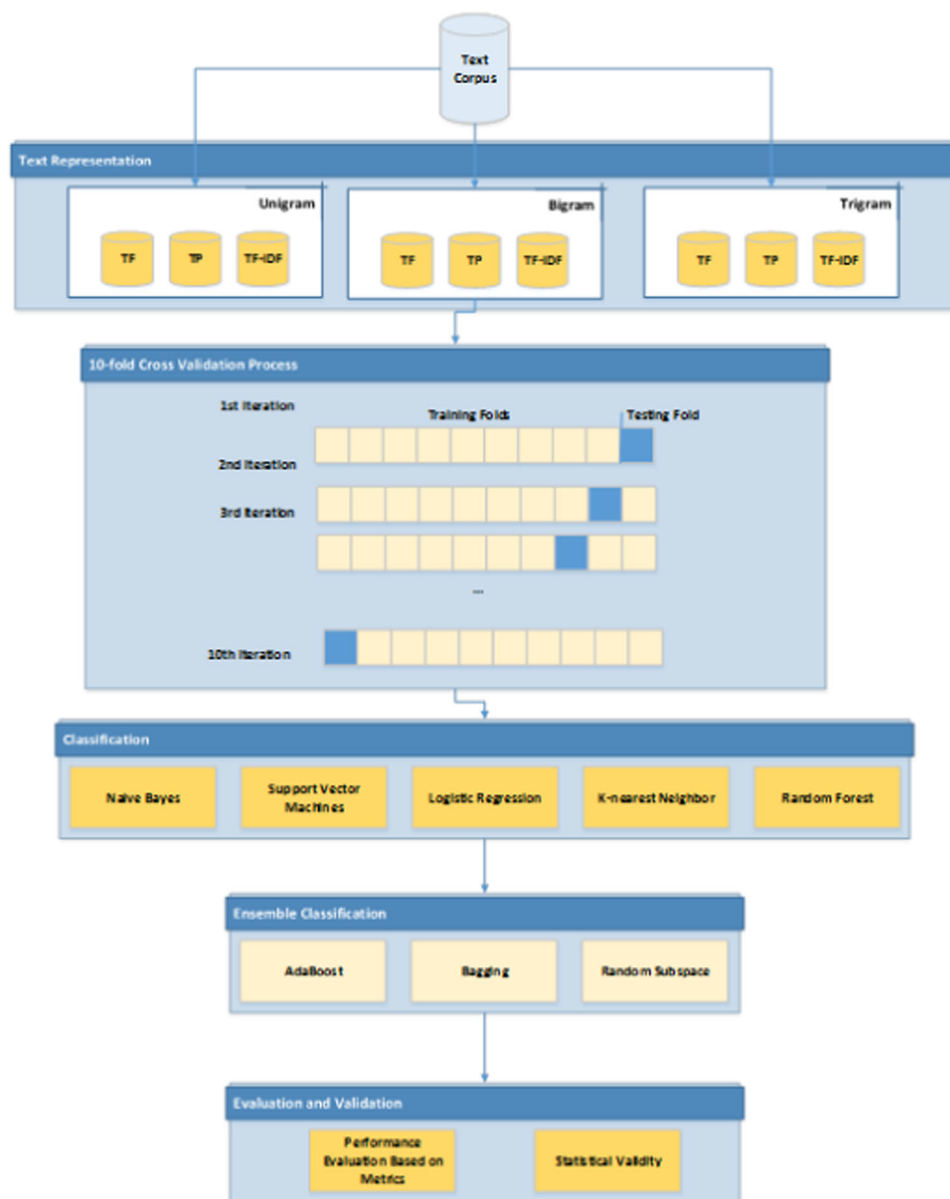 Text
Corpus
Text Representation
Unigram
TF
TP
TF-IDF
Bigram
TF
TP
TF-IDF
Trigram
TF
TP
TF-IDF
10-fold Cross Validation Process
1st Iteration
Training Folds
Testing Fold
2nd Iteration
3rd Iteration
...
10th Iteration
Classification
Naive Bayes
Support Vector
Machines
Logistic Regression
K-nearest Neighbor
Random Forest
Ensemble Classification
AdaBoost
Bagging
Random Subspace
Evaluation and Validation
Performance
Evaluation Based on
Metrics
Statistical Validity